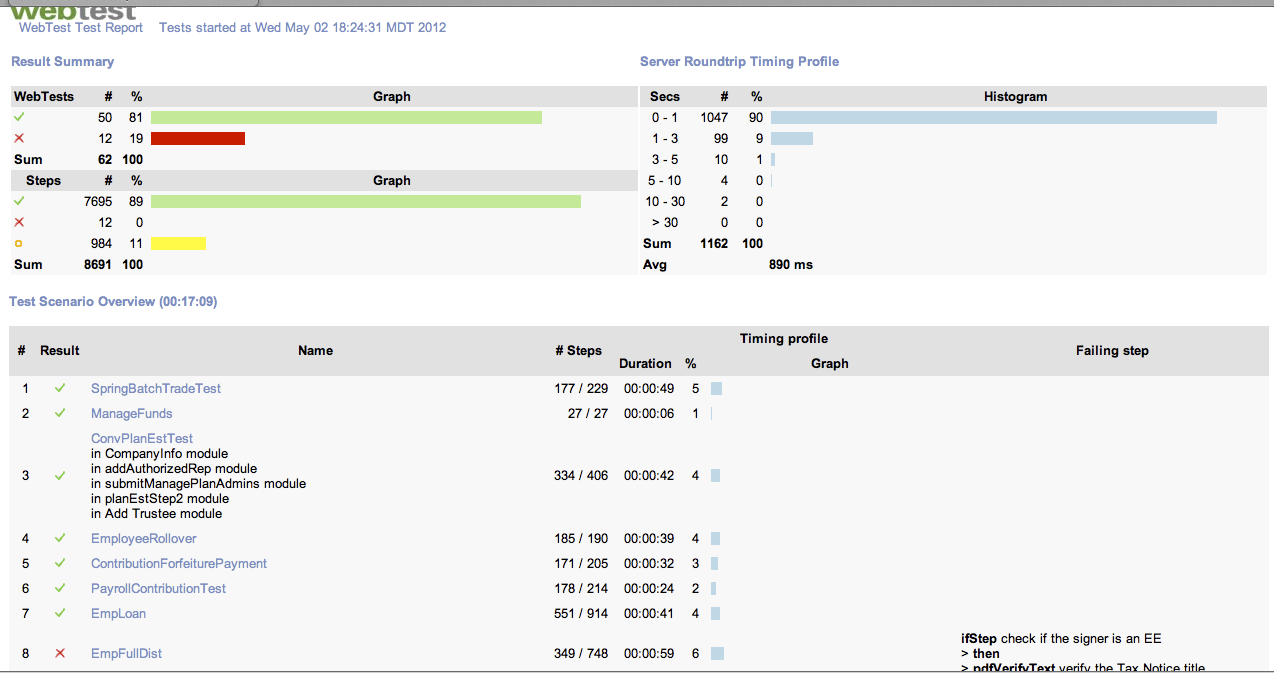 webtest
WebTest Test Report Tests started at Wed May 02 18:24:31 MDT 2012
Result Summary
WebTests # % Graph
50 81
12 19
Sum 62 100
Steps # % Graph
7695 89
12 0
984 11
Sum 8691 100
Server Roundtrip Timing Profile
Secs # % Histogram
0 - 1 1047 90
1 - 3 99 9
3 - 5 10 1
5 - 10 4 0
10 - 30 2 0
> 30 0 0
Sum 1162 100
Avg 890 ms
Test Scenario Overview (00:17:09)
# Result Name # Steps Timing profile Failing step
Duration % Graph
1 SpringBatchTradeTest 177 / 229 00:00:49 5
2 ManageFunds 27 / 27 00:00:06 1
3 ConvPlanEstTest 334 / 406 00:00:42 4
in CompanyInfo module
in addAuthorizedRep module
in submitManagePlanAdmins module
in planEstStep2 module
in Add Trustee module
4 EmployeeRollover 185 / 190 00:00:39 4
5 ContributionForfeiturePayment 171 / 205 00:00:32 3
6 PayrollContributionTest 178 / 214 00:00:24 2
7 EmpLoan 551 / 914 00:00:41 4
8 EmpFullDist 349 / 748 00:00:59 6
ifStep check if the signer is an EE
> then
> pdfVerifyText verify the Tax Notice title